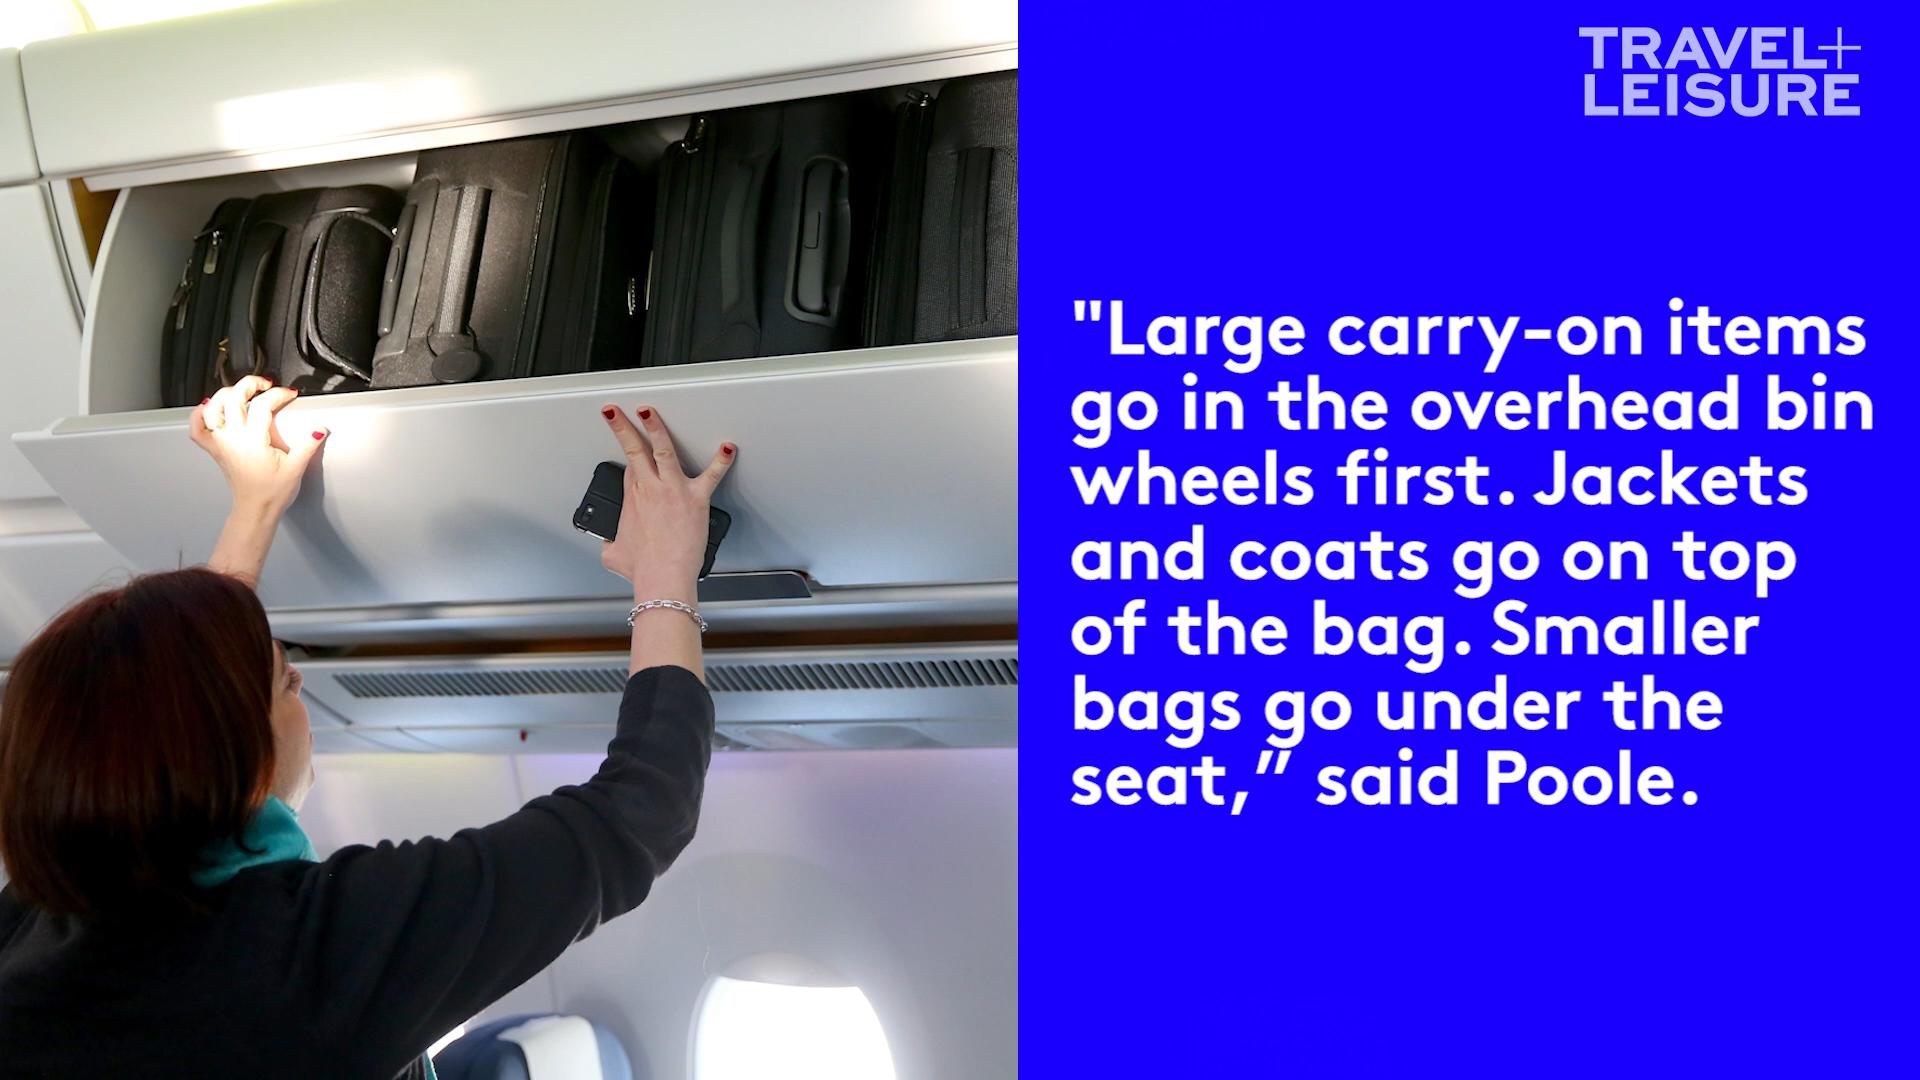 TRAVEL+
LEISURE
"Large carry-on items
go in the overhead bin
wheels first. Jackets
and coats go on top
of the bag. Smaller
bags go under the
seat,” said Poole.